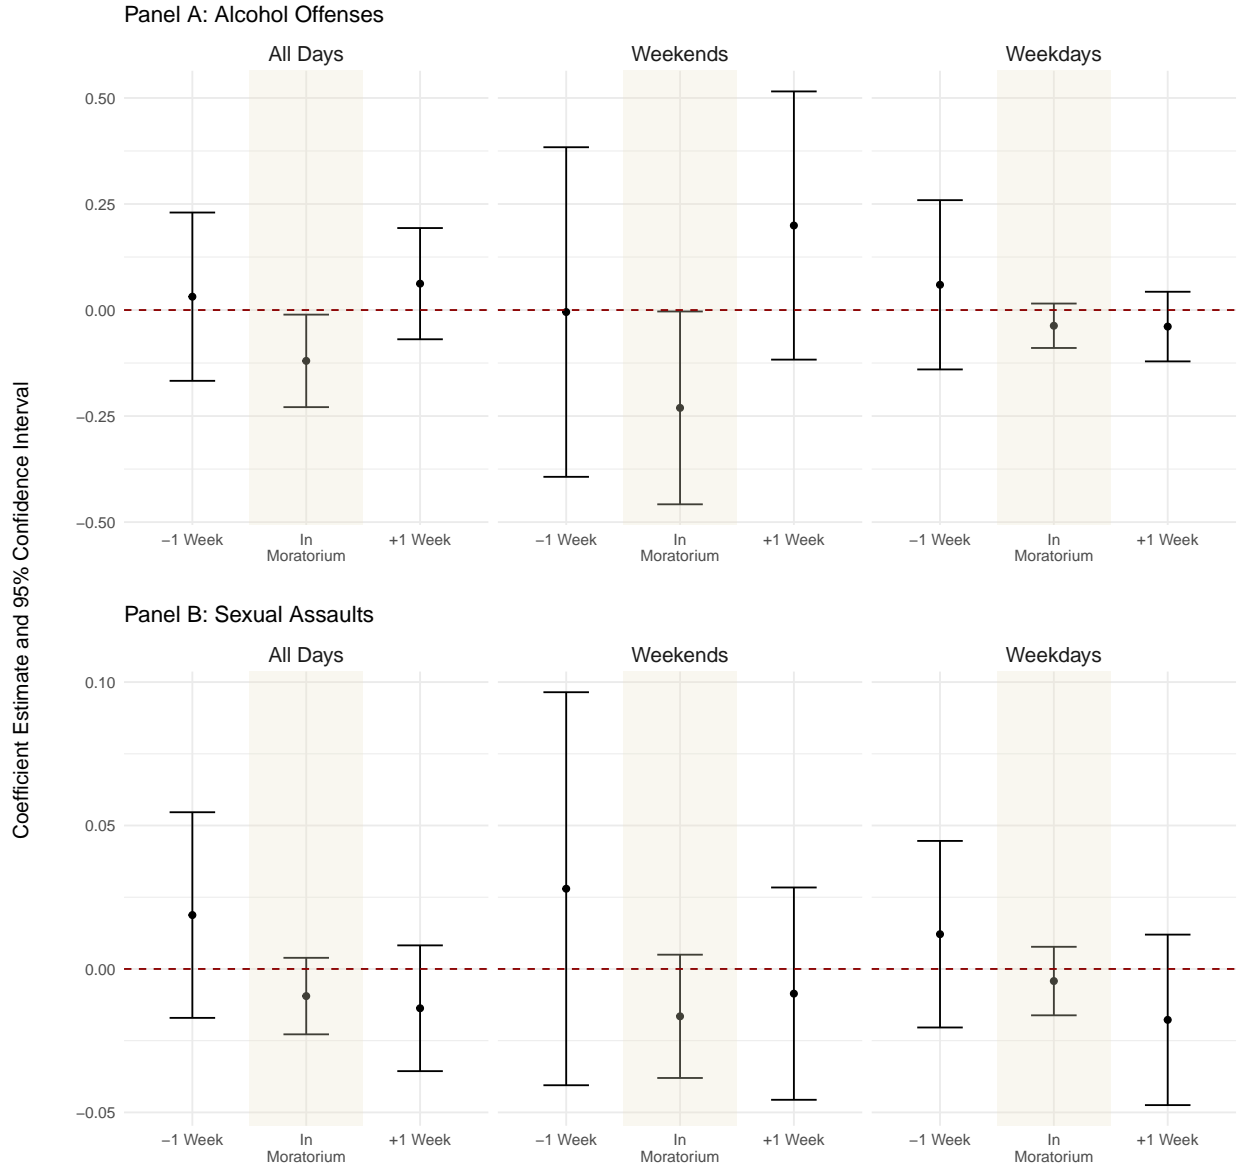 Panel A: Alcohol Offenses
All Days
Weekends
Weekdays
0.50
0.25
0.00
−0.25
−0.50
−1 Week
In
Moratorium
+1 Week
−1 Week
In
Moratorium
+1 Week
−1 Week
In
Moratorium
+1 Week
Coefficient Estimate and 95% Confidence Interval
Panel B: Sexual Assaults
All Days
Weekends
Weekdays
0.10
0.05
0.00
−0.05
−1 Week
In
Moratorium
+1 Week
−1 Week
In
Moratorium
+1 Week
−1 Week
In
Moratorium
+1 Week